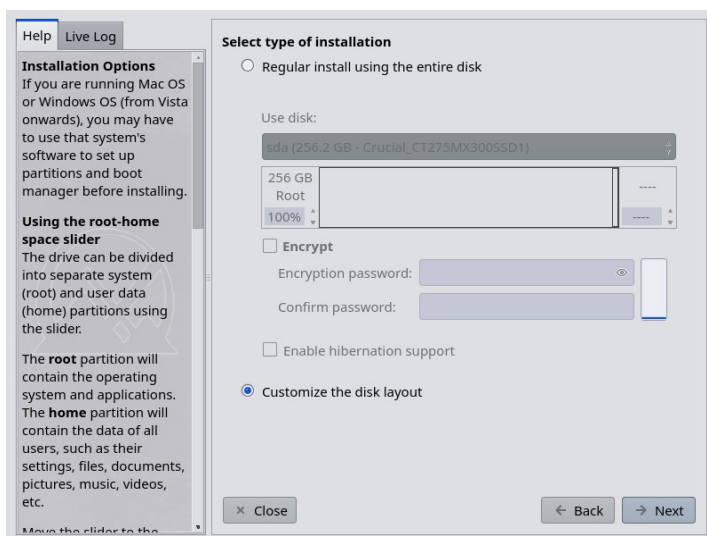 Help
Live Log
Installation Options
If you are running Mac OS
or Windows OS (from Vista
onwards), you may have
to use that system's
software to set up
partitions and boot
manager before installing.
Using the root-home
space slider
The drive can be divided
into separate system
(root) and user data
(home) partitions using
the slider.
The root partition will
contain the operating
system and applications.
The home partition will
contain the data of all
users, such as their
settings, files, documents,
pictures, music, videos,
etc.
Move the slider to the
Select type of installation
Regular install using the entire disk
Use disk:
sda (256.2 GB - Crucial_CT275MX300SSD1)
256 GB
Root
100%
----
----
Encrypt
Encryption password:
Confirm password:
Enable hibernation support
Customize the disk layout
× Close
← Back
→ Next